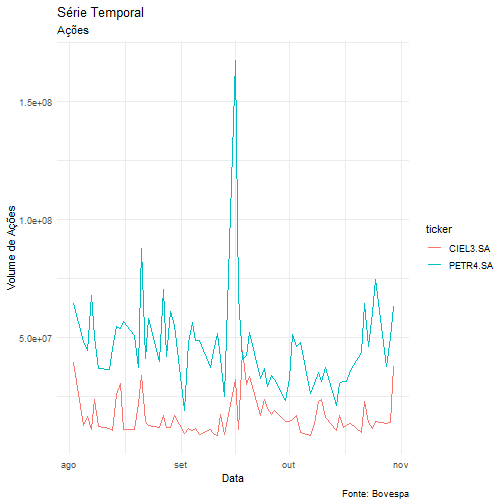 Série Temporal
Ações
Volume de Ações
1.5e+08
1.0e+08
5.0e+07
ago
set
out
nov
Data
ticker
CIEL3.SA
PETR4.SA
Fonte: Bovespa